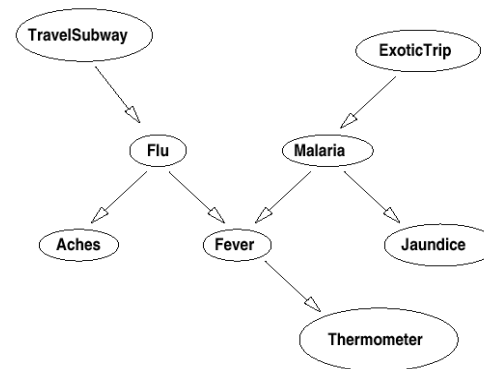 TravelSubway
ExoticTrip
Flu
Malaria
Aches
Fever
Jaundice
Thermometer